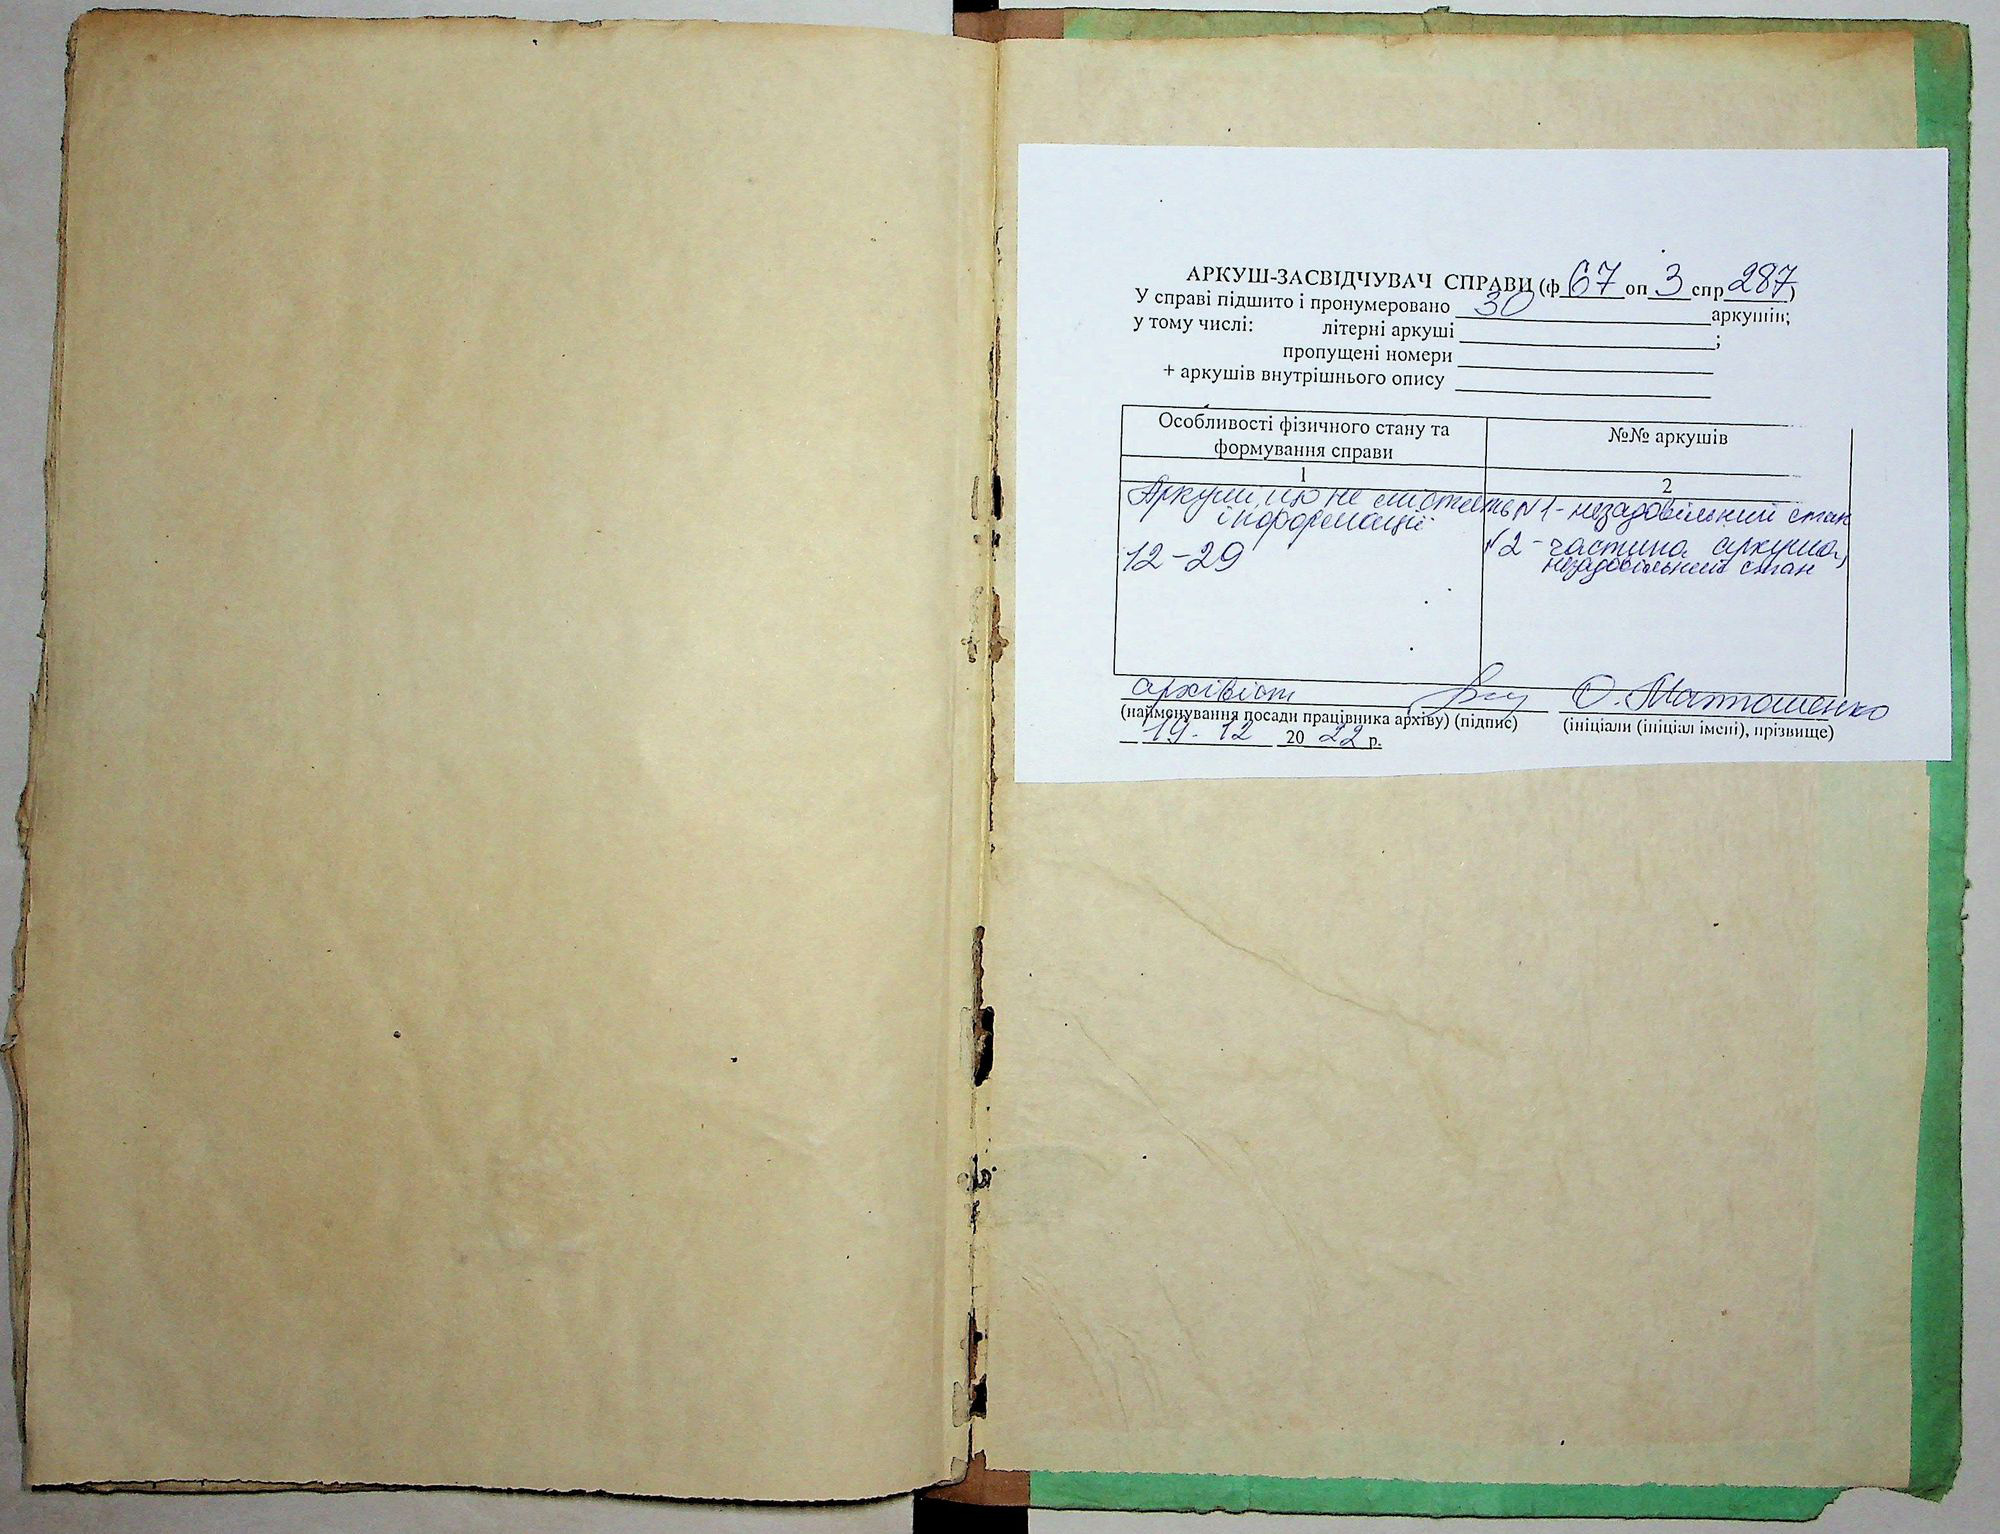 АРКУШ-ЗАСВІДЧУВАЧ СПРАВИ (ф 67 оп 3 спр 287)
У справі підшито і пронумеровано 30 аркушів;
у тому числі: літерні аркуші ;
пропущені номери
+ аркушів внутрішнього опису
Особливості фізичного стану та
формування справи
№№ аркушів
1
2
Аркуши, що не містять
інформації
12-29
№1- незадовільний стан
№2 - частина аркуша,
незадовільний стан
архівіст О. Матюшенко
(найменування посади працівника архіву) (підпис) (ініціали (ініціал імені), прізвище)
19. 12 20 22 р.